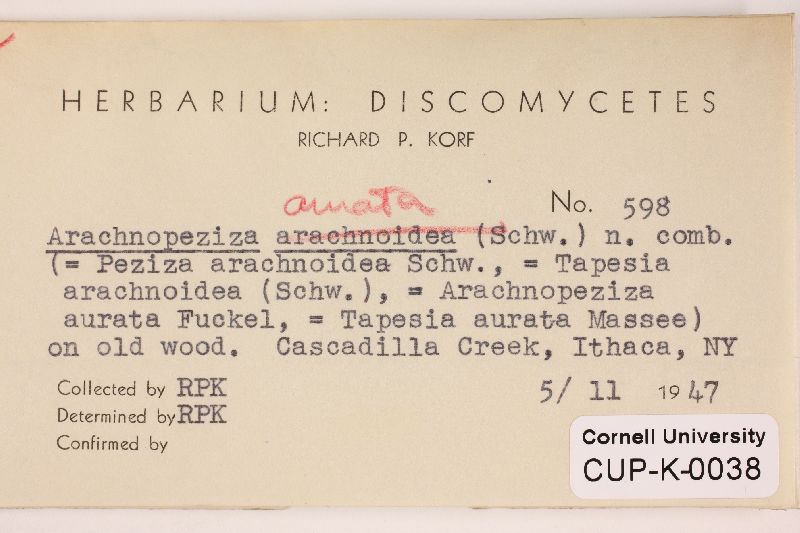 HERBARIUM: DISCOMYCETES
RICHARD P. KORF
aurata
No. 598
Arachnopeziza arachnoidea (Schw.) n. comb.
(= Peziza arachnoidea Schw., = Tapesia
arachnoidea (Schw.), = Arachnopeziza
aurata Fuckel, = Tapesia aurata Massee)
on old wood. Cascadilla Creek, Ithaca, NY
Collected by RPK 5/ 11 1947
Determined by RPK
Confirmed by
Cornell University
CUP-K-0038